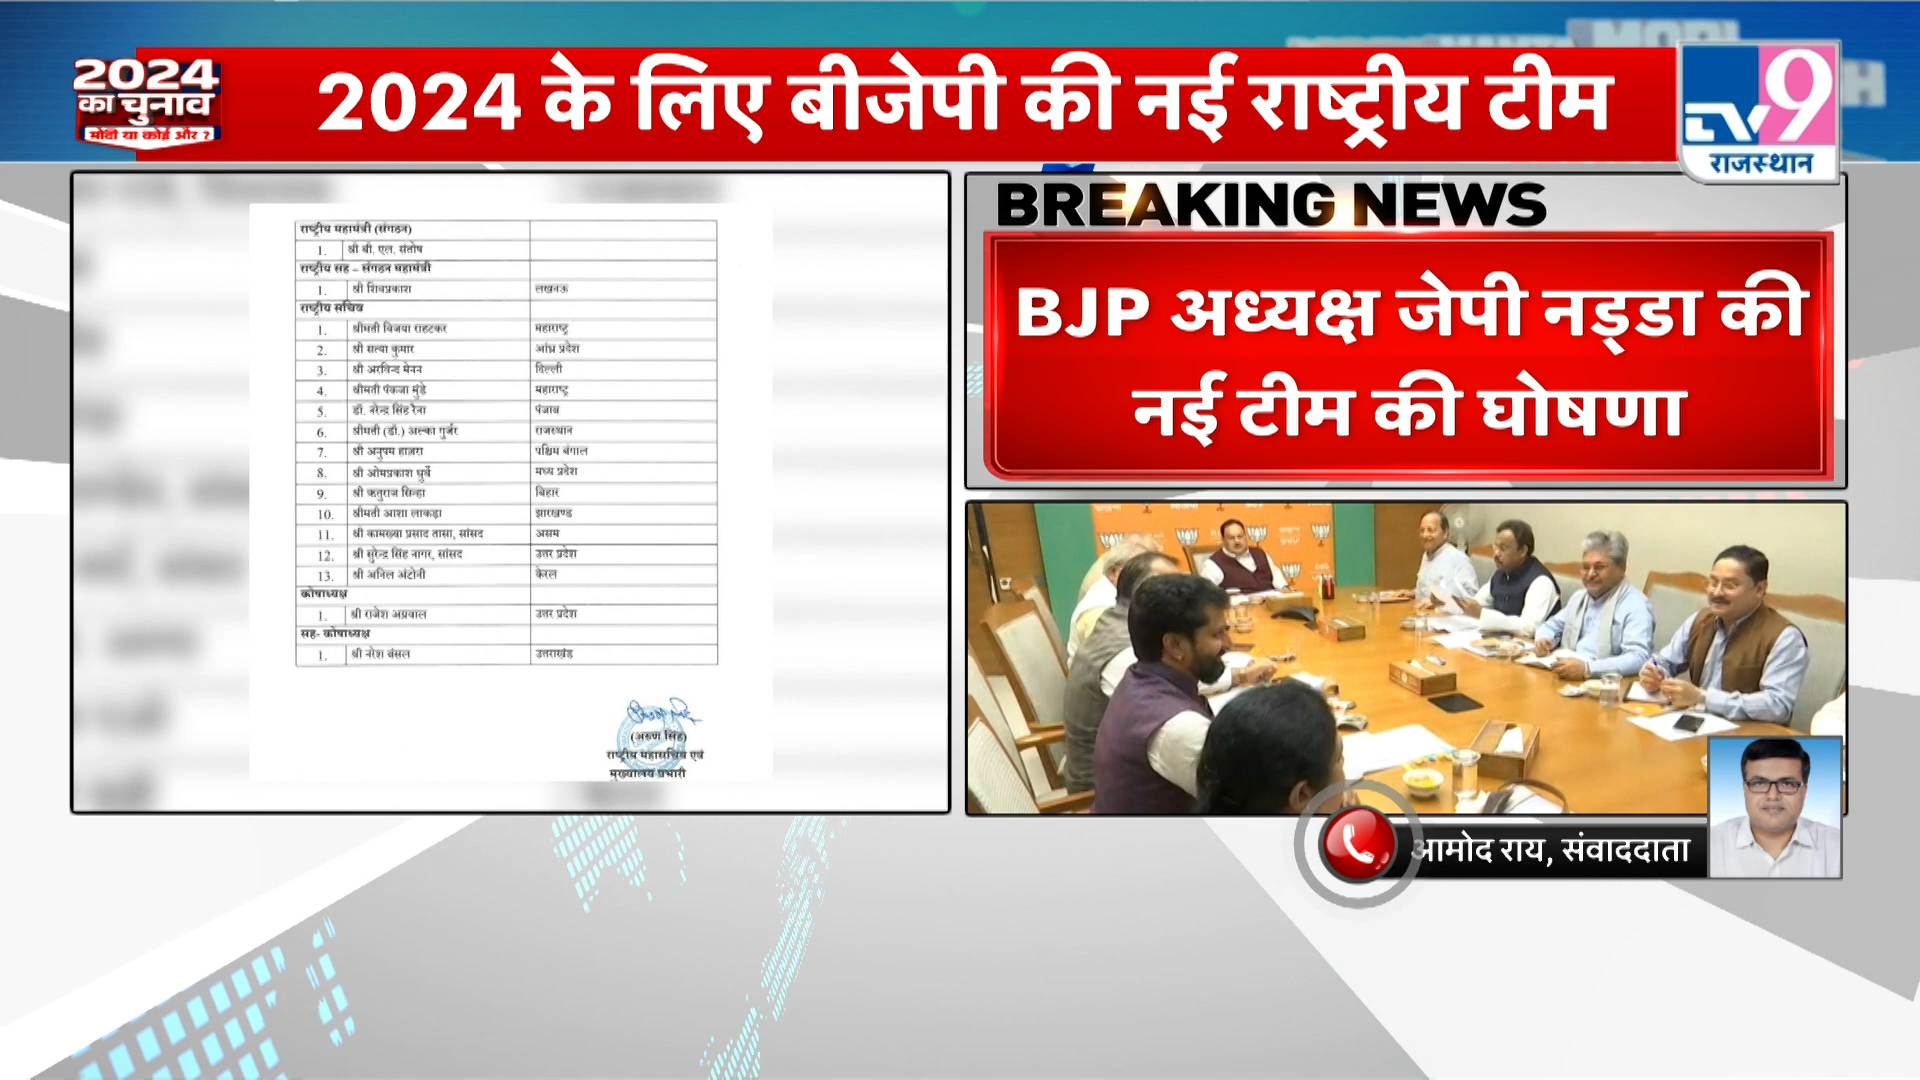 2024 के लिए बीजेपी की नई राष्ट्रीय टीम
2024
का चुनाव
मोदी या कोई और ?
TV9
राजस्थान
राष्ट्रीय महामंत्री (संगठन)
1. श्री बी. एल. संतोष
राष्ट्रीय सह – संगठन महामंत्री
1. श्री शिवप्रकाश लखनऊ
राष्ट्रीय सचिव
1. श्रीमती विजया राहटकर महाराष्ट्र
2. श्री सत्या कुमार आंध्र प्रदेश
3. श्री अरविन्द मेनन दिल्ली
4. श्रीमती पंकजा मुंडे महाराष्ट्र
5. डॉ. नरेन्द्र सिंह रैना पंजाब
6. श्रीमती (डॉ.) अल्का गुर्जर राजस्थान
7. श्री अनुपम हाजरा पश्चिम बंगाल
8. श्री ओमप्रकाश धुर्वे मध्य प्रदेश
9. श्री ऋतुराज सिन्हा बिहार
10. श्रीमती आशा लाकड़ा झारखण्ड
11. श्री कामख्या प्रसाद तासा, सांसद असम
12. श्री सुरेन्द्र सिंह नागर, सांसद उत्तर प्रदेश
13. श्री अनिल अंटोनी केरल
कोषाध्यक्ष
1. श्री राजेश अग्रवाल उत्तर प्रदेश
सह- कोषाध्यक्ष
1. श्री नरेश बंसल उत्तराखंड
(अरुण सिंह)
राष्ट्रीय महासचिव एवं
मुख्यालय प्रभारी
BREAKING NEWS
BJP अध्यक्ष जेपी नड्डा की
नई टीम की घोषणा
आमोद राय, संवाददाता